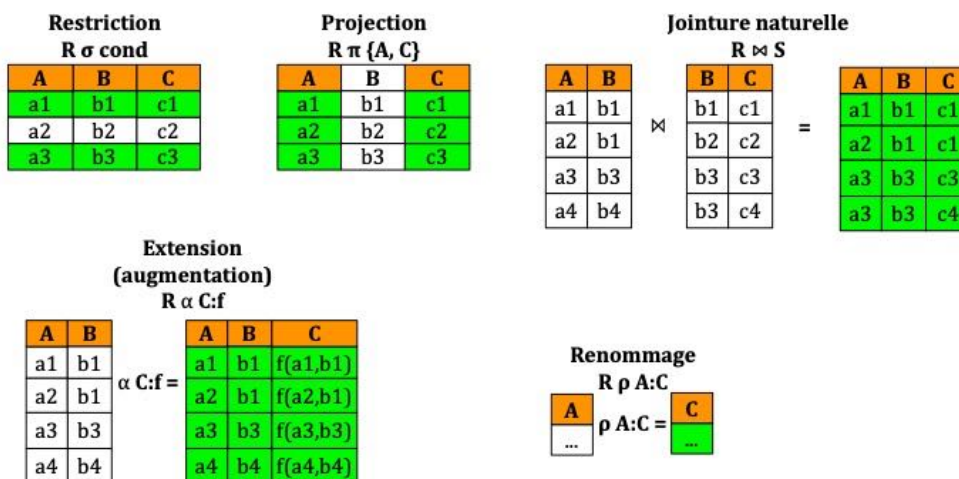 Restriction
R σ cond
A B C
a1 b1 c1
a2 b2 c2
a3 b3 c3
Projection
R π {A, C}
A B C
a1 b1 c1
a2 b2 c2
a3 b3 c3
Jointure naturelle
R ⋈ S
A B
a1 b1
a2 b1
a3 b3
a4 b4
⋈
B C
b1 c1
b2 c2
b3 c3
b3 c4
=
A B C
a1 b1 c1
a2 b1 c1
a3 b3 c3
a3 b3 c4
Extension
(augmentation)
R α C:f
A B
a1 b1
a2 b1
a3 b3
a4 b4
α C:f =
A B C
a1 b1 f(a1,b1)
a2 b1 f(a2,b1)
a3 b3 f(a3,b3)
a4 b4 f(a4,b4)
Renommage
R ρ A:C
A
...
ρ A:C =
C
...